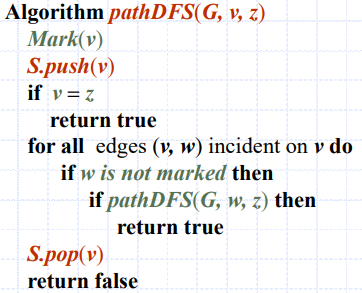 Algorithm pathDFS(G, v, z)
Mark(v)
S.push(v)
if v = z
return true
for all edges (v, w) incident on v do
if w is not marked then
if pathDFS(G, w, z) then
return true
S.pop(v)
return false